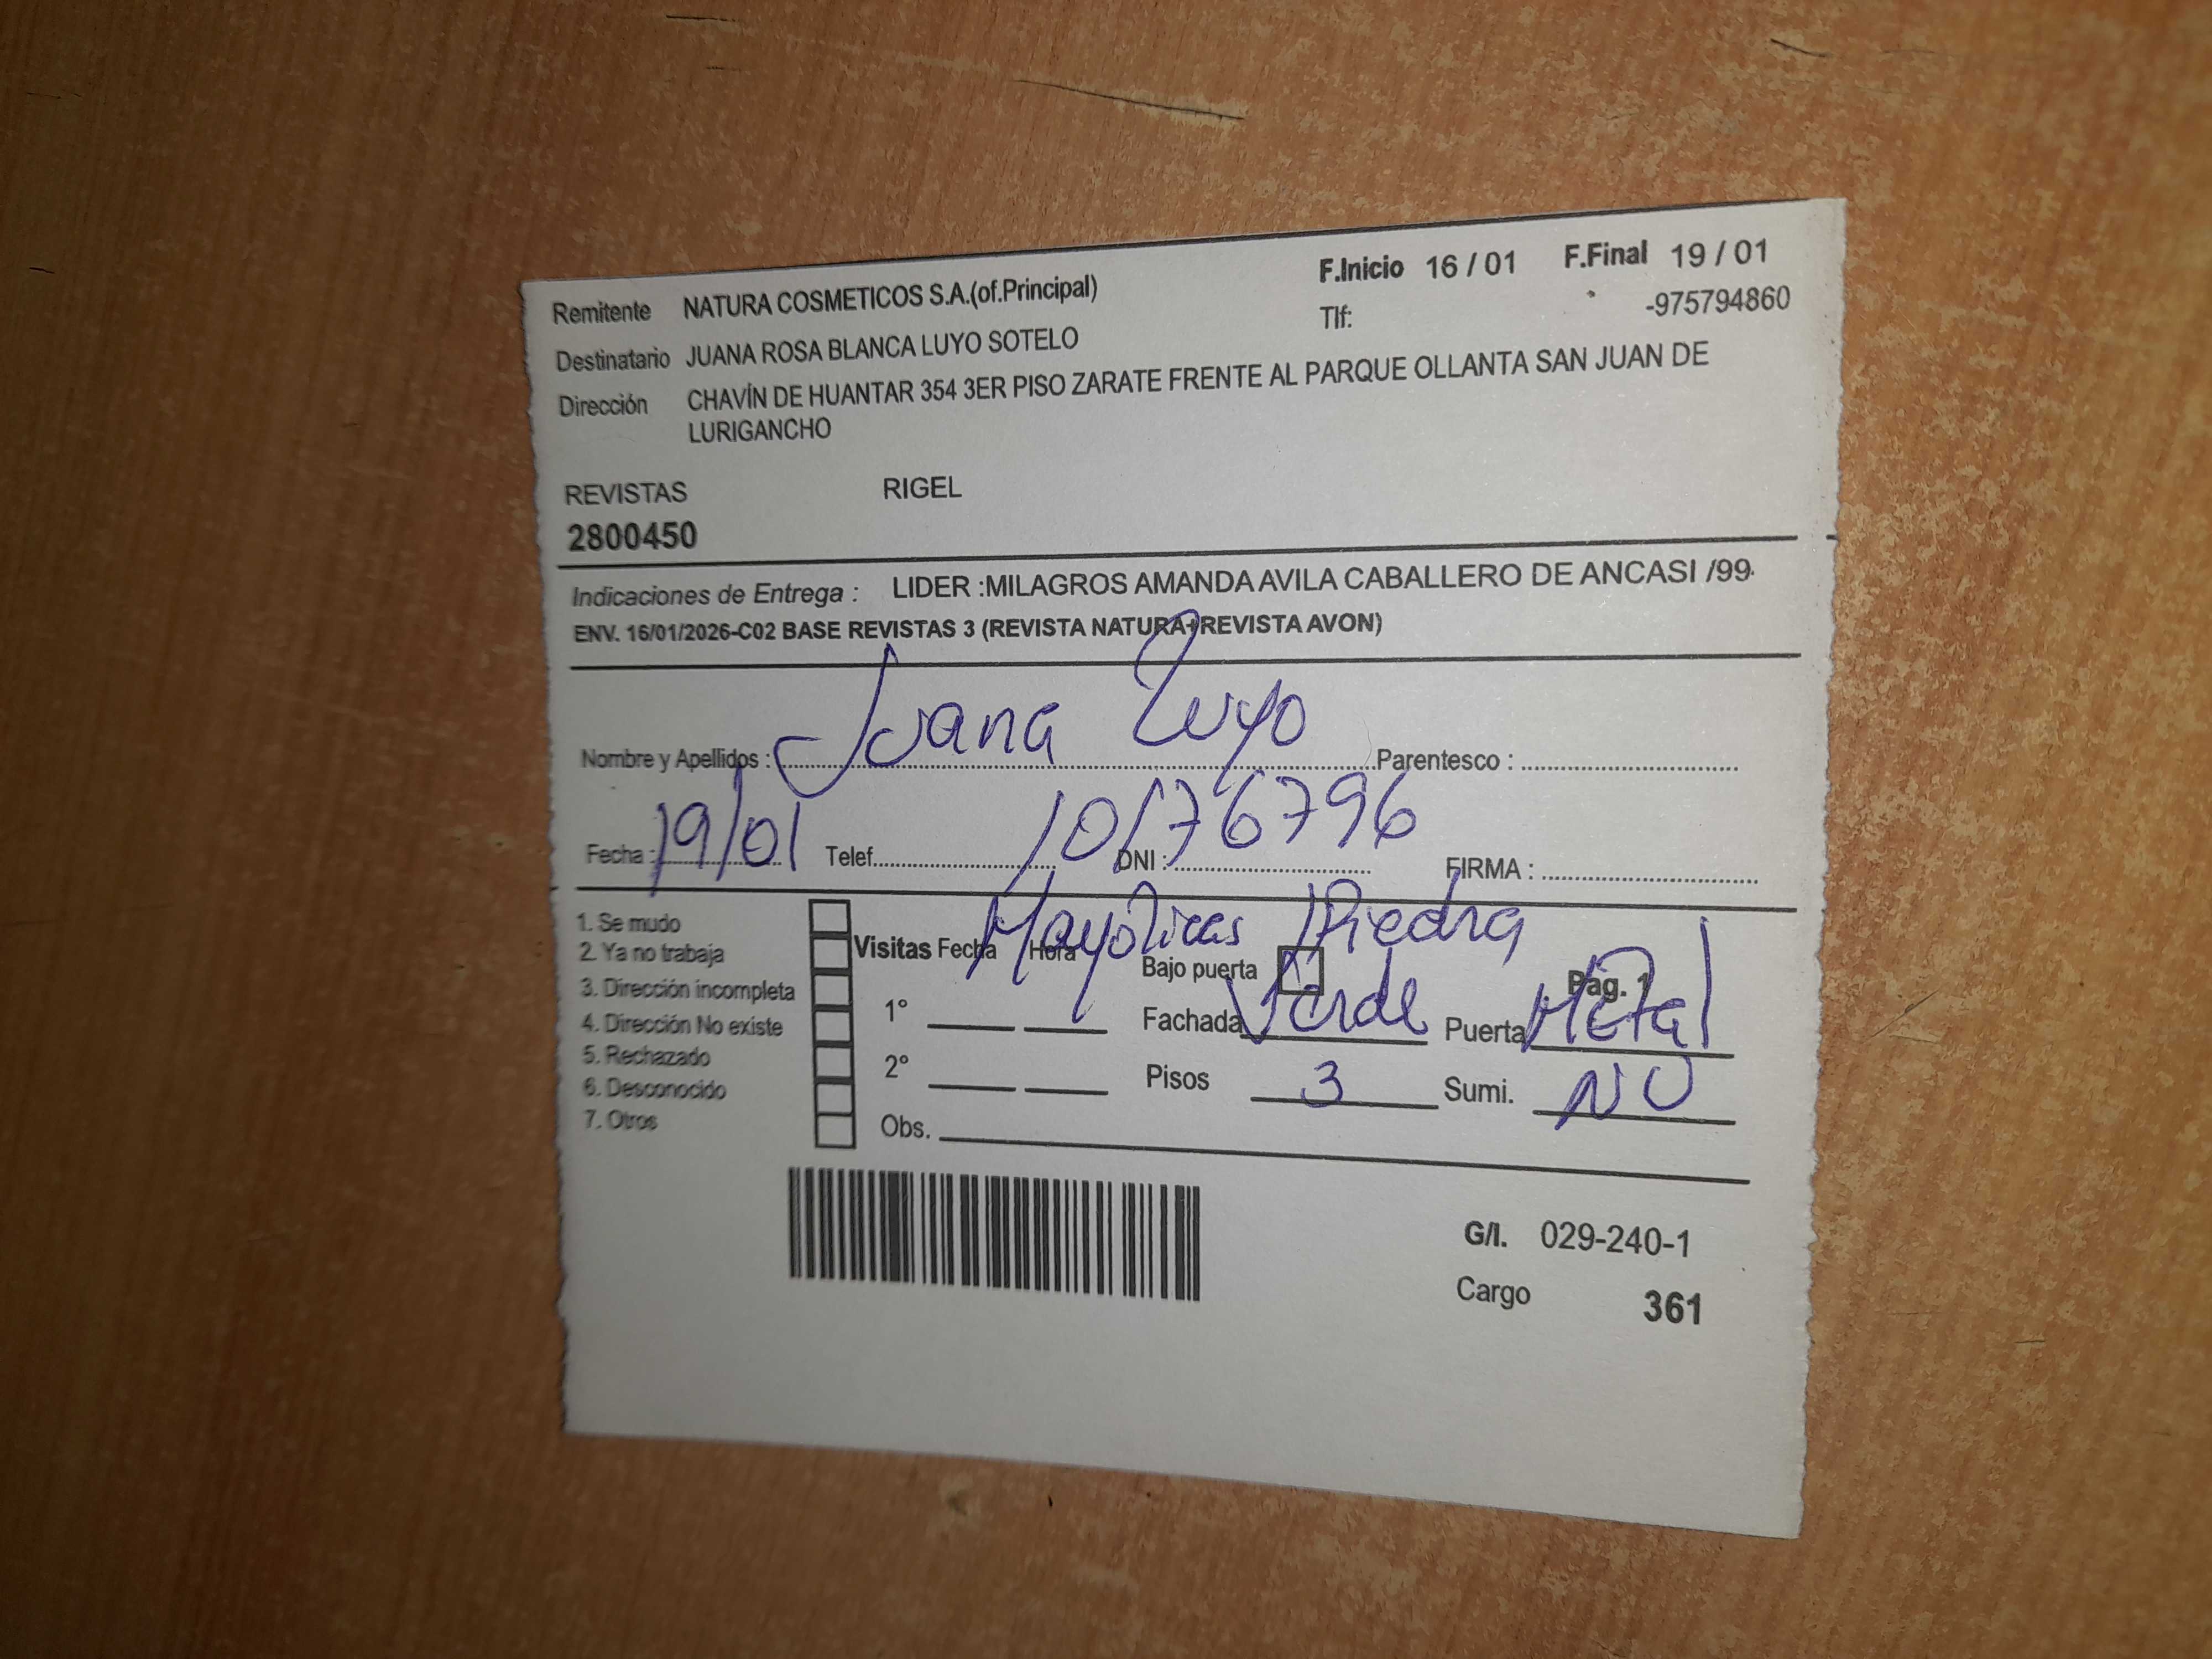 F.Inicio 16 / 01 F.Final 19 / 01
Remitente NATURA COSMETICOS S.A.(of.Principal)
Tlf: -975794860
Destinatario JUANA ROSA BLANCA LUYO SOTELO
Dirección CHAVÍN DE HUANTAR 354 3ER PISO ZARATE FRENTE AL PARQUE OLLANTA SAN JUAN DE
LURIGANCHO
REVISTAS RIGEL
2800450
Indicaciones de Entrega : LIDER :MILAGROS AMANDA AVILA CABALLERO DE ANCASI /99
ENV. 16/01/2026-C02 BASE REVISTAS 3 (REVISTA NATURA+REVISTA AVON)
Nombre y Apellidos : Juana Luyo Parentesco :
Fecha : 19/01 Telef. DNI : 10176796 FIRMA :
Mayolicas Piedra
1. Se mudo
2. Ya no trabaja
3. Dirección incompleta
4. Dirección No existe
5. Rechazado
6. Desconocido
7. Otros
Visitas Fecha Hora
1°
2°
Obs.
Bajo puerta Pag. 1
Fachada Verde Puerta Metal
Pisos 3 Sumi. NO
G/I. 029-240-1
Cargo 361